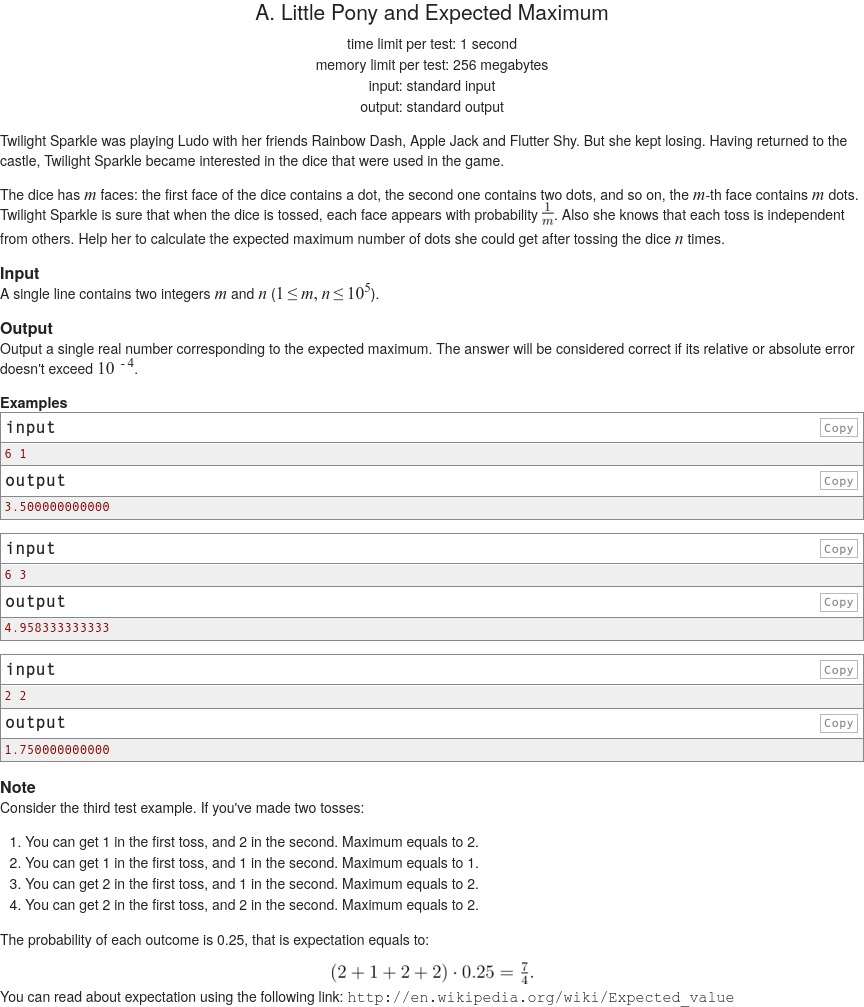 A. Little Pony and Expected Maximum
time limit per test: 1 second
memory limit per test: 256 megabytes
input: standard input
output: standard output
Twilight Sparkle was playing Ludo with her friends Rainbow Dash, Apple Jack and Flutter Shy. But she kept losing. Having returned to the
castle, Twilight Sparkle became interested in the dice that were used in the game.
The dice has m faces: the first face of the dice contains a dot, the second one contains two dots, and so on, the m-th face contains m dots.
Twilight Sparkle is sure that when the dice is tossed, each face appears with probability 1/m. Also she knows that each toss is independent
from others. Help her to calculate the expected maximum number of dots she could get after tossing the dice n times.
Input
A single line contains two integers m and n (1 ≤ m, n ≤ 10^5).
Output
Output a single real number corresponding to the expected maximum. The answer will be considered correct if its relative or absolute error
doesn't exceed 10^ - 4.
Examples
input Copy
6 1
output Copy
3.500000000000
input Copy
6 3
output Copy
4.958333333333
input Copy
2 2
output Copy
1.750000000000
Note
Consider the third test example. If you've made two tosses:
1. You can get 1 in the first toss, and 2 in the second. Maximum equals to 2.
2. You can get 1 in the first toss, and 1 in the second. Maximum equals to 1.
3. You can get 2 in the first toss, and 1 in the second. Maximum equals to 2.
4. You can get 2 in the first toss, and 2 in the second. Maximum equals to 2.
The probability of each outcome is 0.25, that is expectation equals to:
(2 + 1 + 2 + 2) · 0.25 = 7/4.
You can read about expectation using the following link: http://en.wikipedia.org/wiki/Expected_value